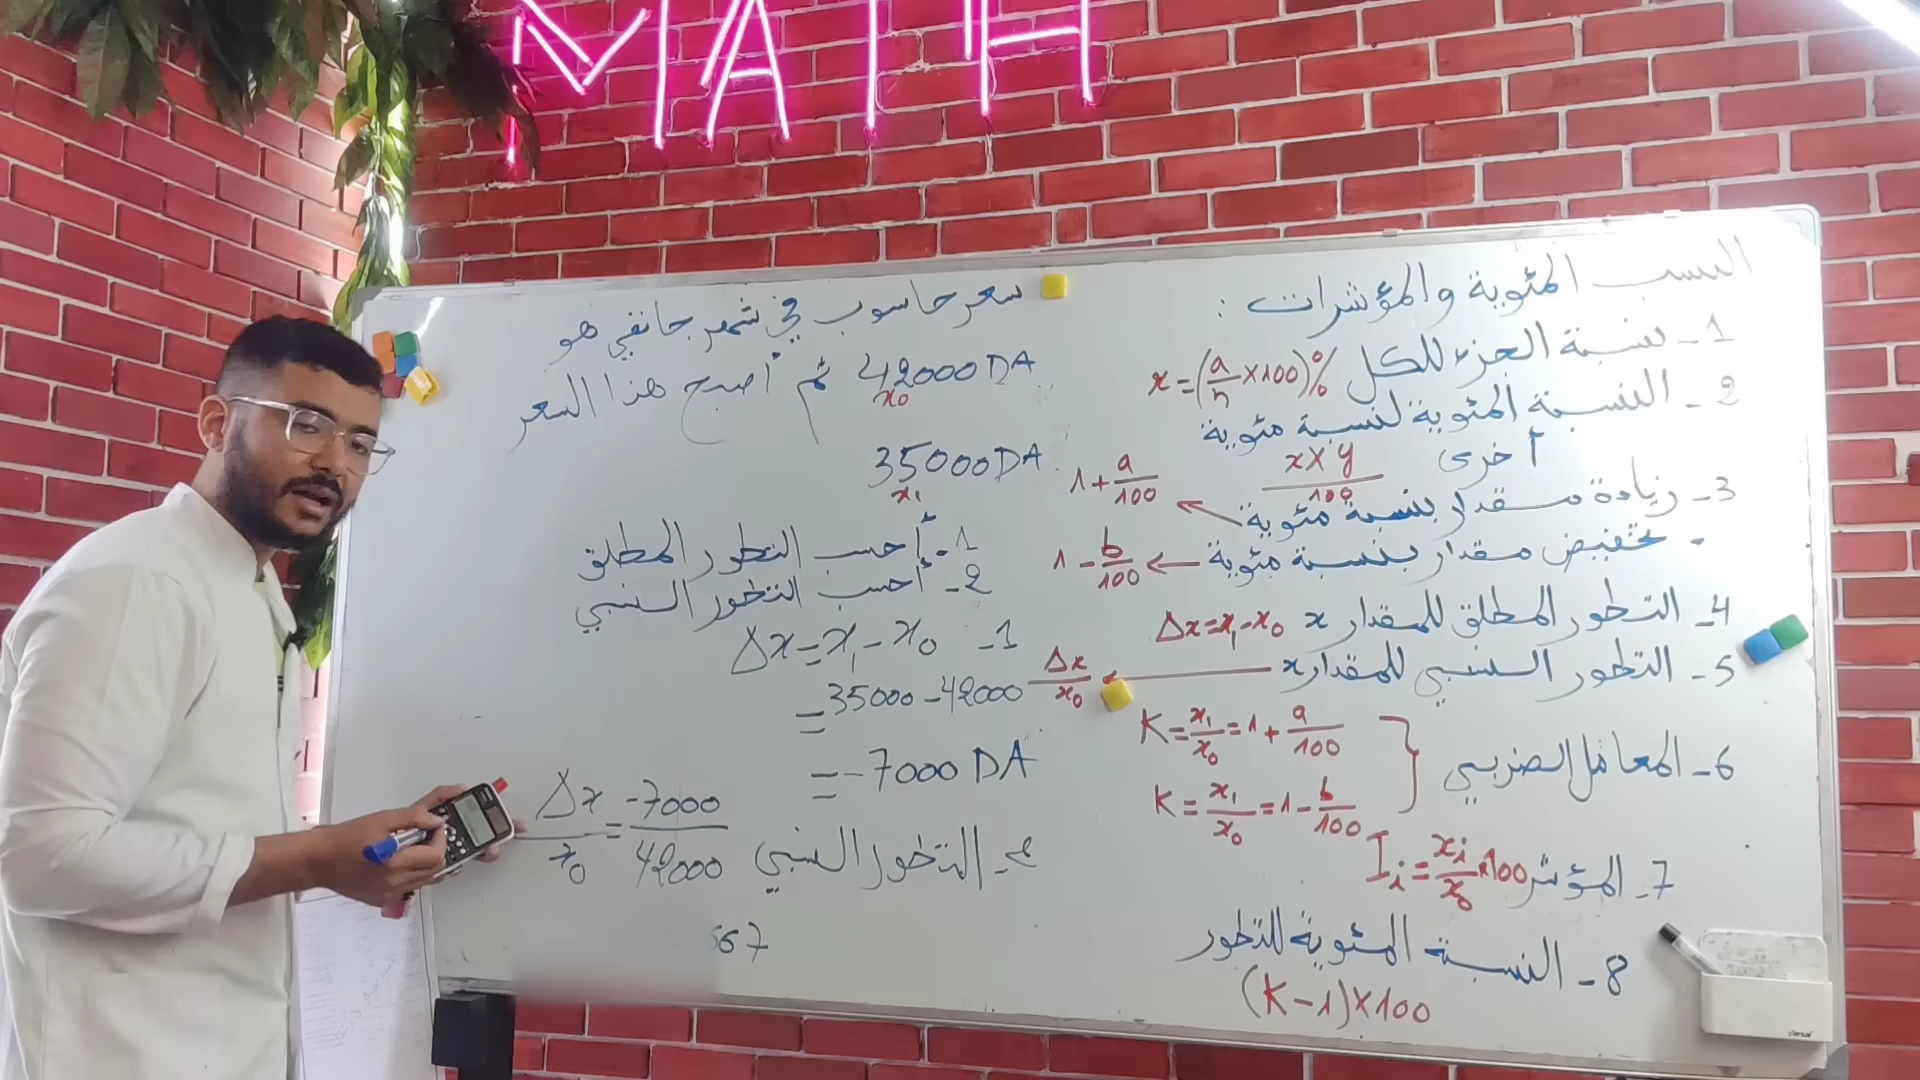 MATH
النسب المئوية والمؤشرات :
1- نسبة الجزء للكل x = (a/n × 100)%
2- النسبة المئوية لنسبة مئوية
أخرى x × y / 100
3- زيادة مقدار بنسبة مئوية ← 1 + a/100
• تخفيض مقدار بنسبة مئوية ← 1 - b/100
4- التطور المطلق للمقدار x Δx = x₁ - x₀
5- التطور النسبي للمقدار x Δx/x₀
6- المعامل الضربي
K = x₁/x₀ = 1 + a/100
K = x₁/x₀ = 1 - b/100
7- المؤشر Iᵢ = xᵢ/x₀ × 100
8- النسبة المئوية للتطور
(K - 1) × 100
سعر حاسوب في شهر جانفي هو
42000 DA ثم أصبح هذا السعر
x₀
35000 DA
x₁
1- أحسب التطور المطلق
2- أحسب التطور النسبي
1- Δx = x₁ - x₀
= 35000 - 42000
= -7000 DA
2- التطور النسبي Δx/x₀ = -7000/42000
67